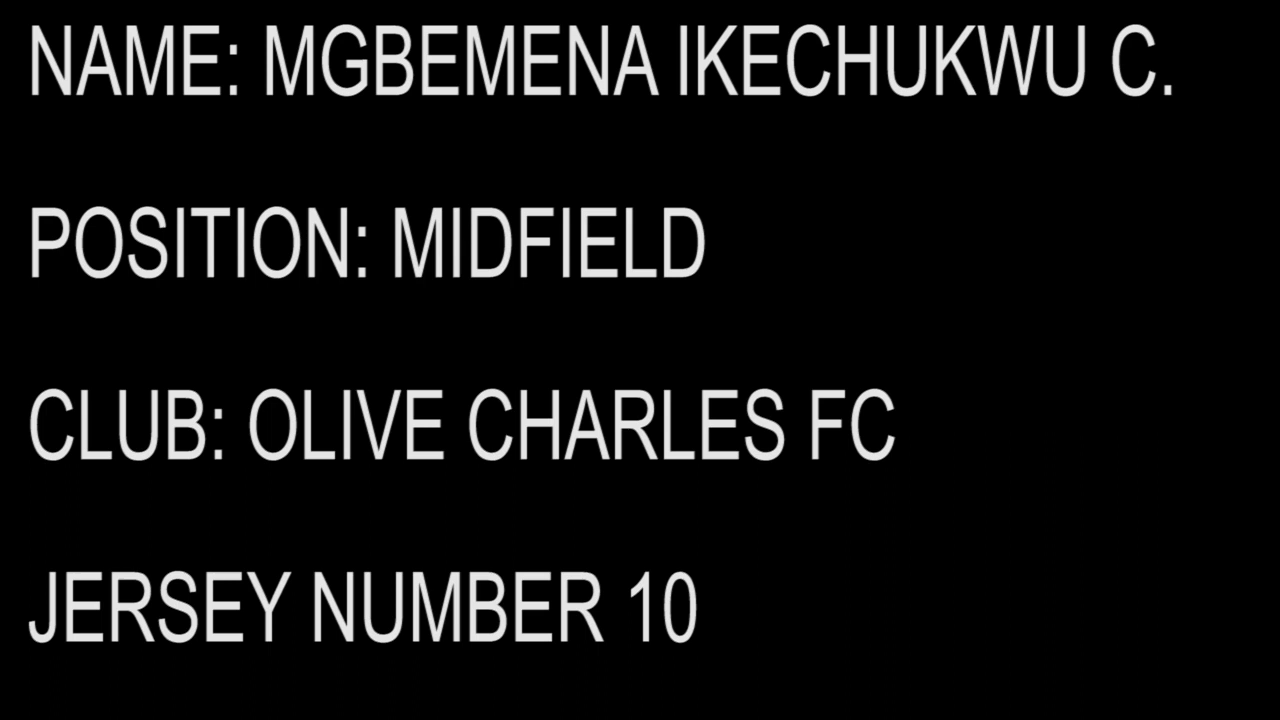 NAME: MGBEMENA IKECHUKWU C.
POSITION: MIDFIELD
CLUB: OLIVE CHARLES FC
JERSEY NUMBER 10